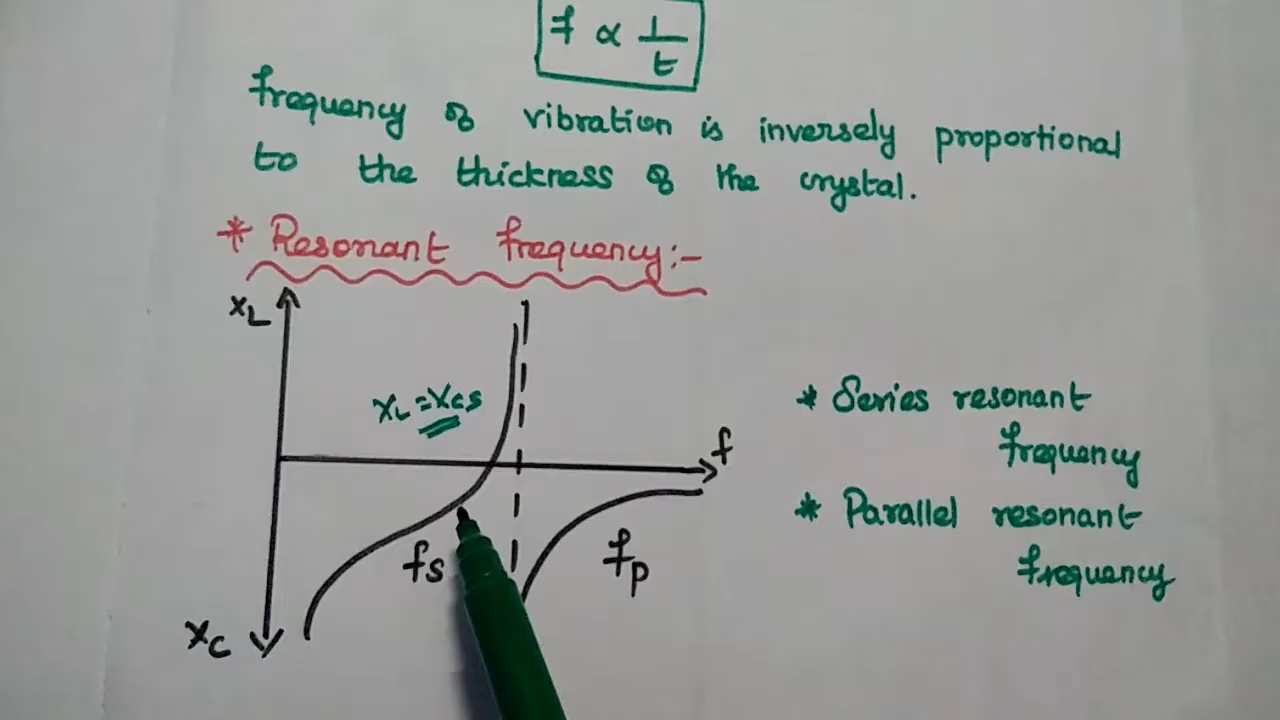 f ∝ 1/t
frequency of vibration is inversely proportional
to the thickness of the crystal.
* Resonant frequency:-
XL
XL = XCS
f
fs
fp
XC
* Series resonant
frequency
* Parallel resonant
frequency